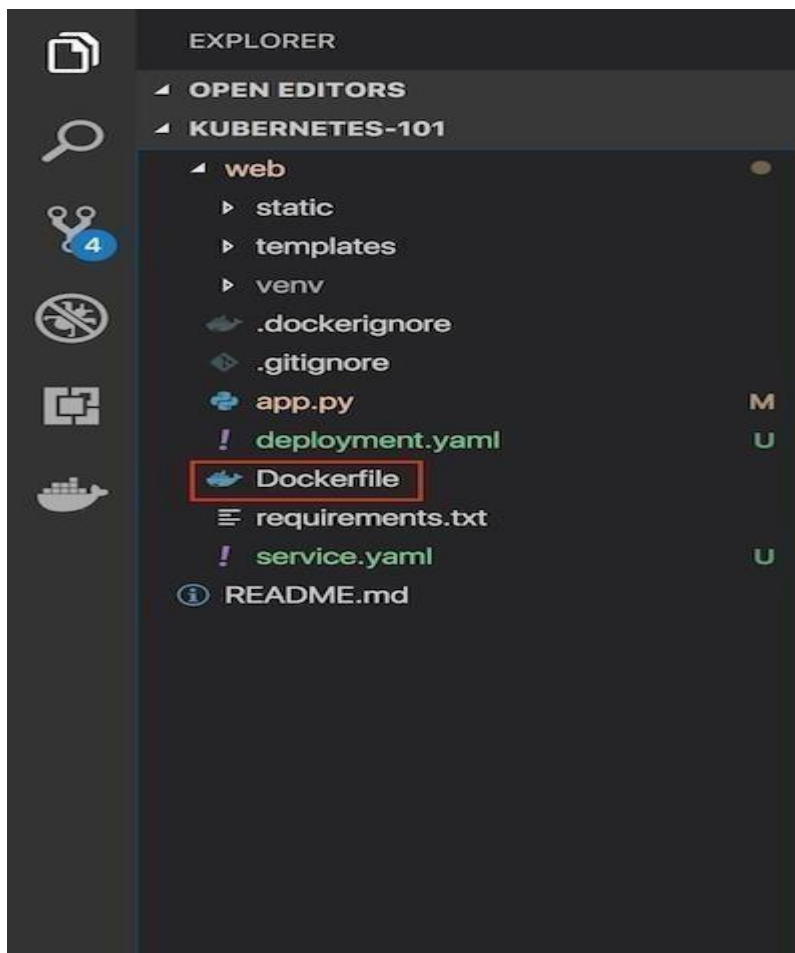 EXPLORER
OPEN EDITORS
KUBERNETES-101
web
static
templates
venv
4
.dockerignore
.gitignore
app.py M
deployment.yaml U
Dockerfile
requirements.txt
service.yaml U
README.md